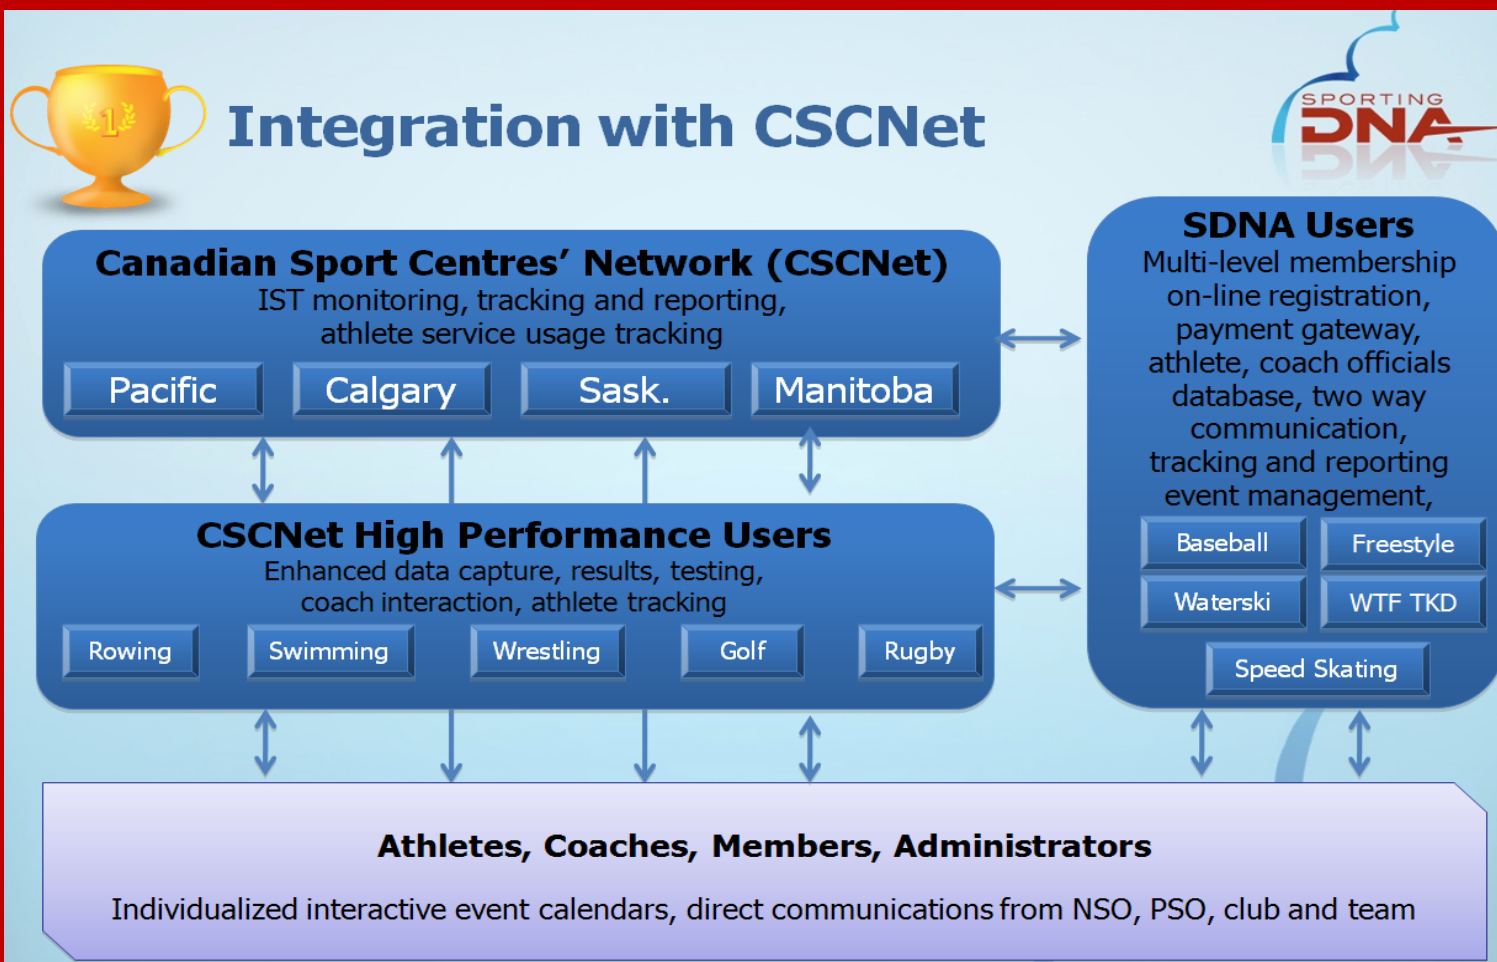 1
Integration with CSCNet
SPORTING
DNA
Canadian Sport Centres’ Network (CSCNet)
IST monitoring, tracking and reporting,
athlete service usage tracking
Pacific
Calgary
Sask.
Manitoba
CSCNet High Performance Users
Enhanced data capture, results, testing,
coach interaction, athlete tracking
Rowing
Swimming
Wrestling
Golf
Rugby
SDNA Users
Multi-level membership
on-line registration,
payment gateway,
athlete, coach officials
database, two way
communication,
tracking and reporting
event management,
Baseball
Freestyle
Waterski
WTF TKD
Speed Skating
Athletes, Coaches, Members, Administrators
Individualized interactive event calendars, direct communications from NSO, PSO, club and team